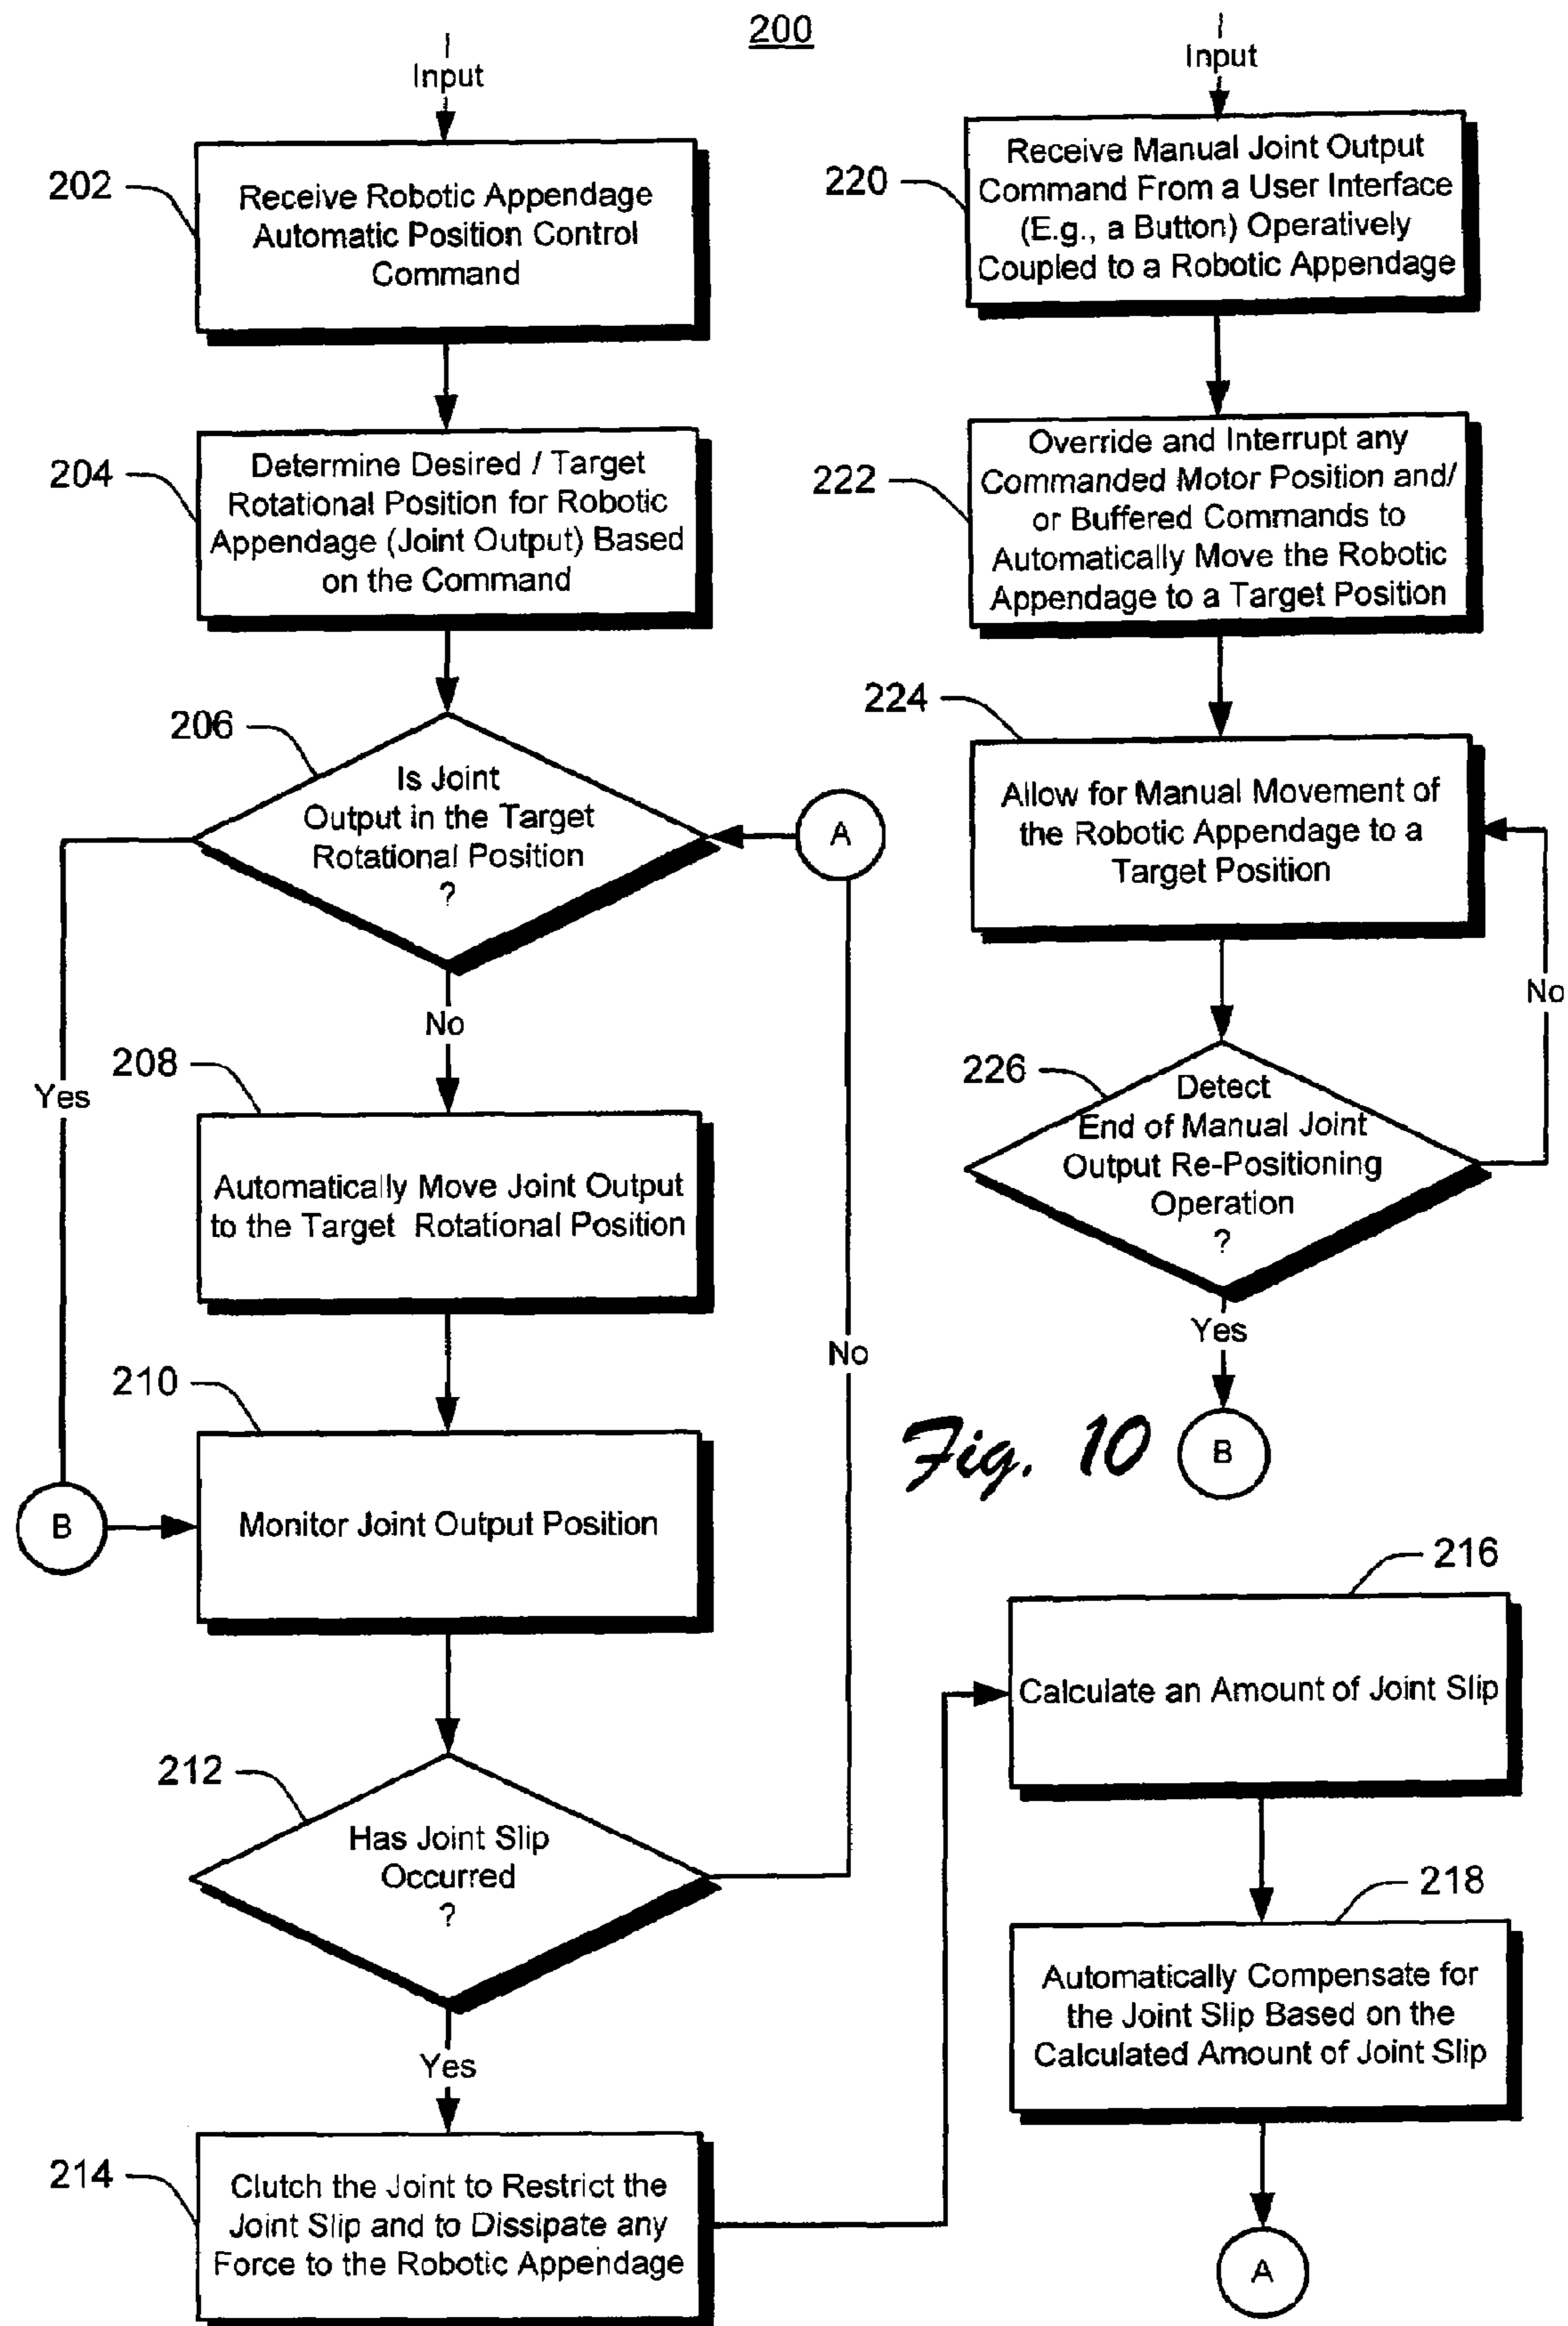 200
Input
202
Receive Robotic Appendage
Automatic Position Control
Command
204
Determine Desired / Target
Rotational Position for Robotic
Appendage (Joint Output) Based
on the Command
206
Is Joint
Output in the Target
Rotational Position
?
A
Yes
No
208
Automatically Move Joint Output
to the Target Rotational Position
No
210
B
Monitor Joint Output Position
212
Has Joint Slip
Occurred
?
Yes
214
Clutch the Joint to Restrict the
Joint Slip and to Dissipate any
Force to the Robotic Appendage
Input
220
Receive Manual Joint Output
Command From a User Interface
(E.g., a Button) Operatively
Coupled to a Robotic Appendage
222
Override and Interrupt any
Commanded Motor Position and/
or Buffered Commands to
Automatically Move the Robotic
Appendage to a Target Position
224
Allow for Manual Movement of
the Robotic Appendage to a
Target Position
No
226
Detect
End of Manual Joint
Output Re-Positioning
Operation
?
Yes
B
Fig. 10
216
Calculate an Amount of Joint Slip
218
Automatically Compensate for
the Joint Slip Based on the
Calculated Amount of Joint Slip
A